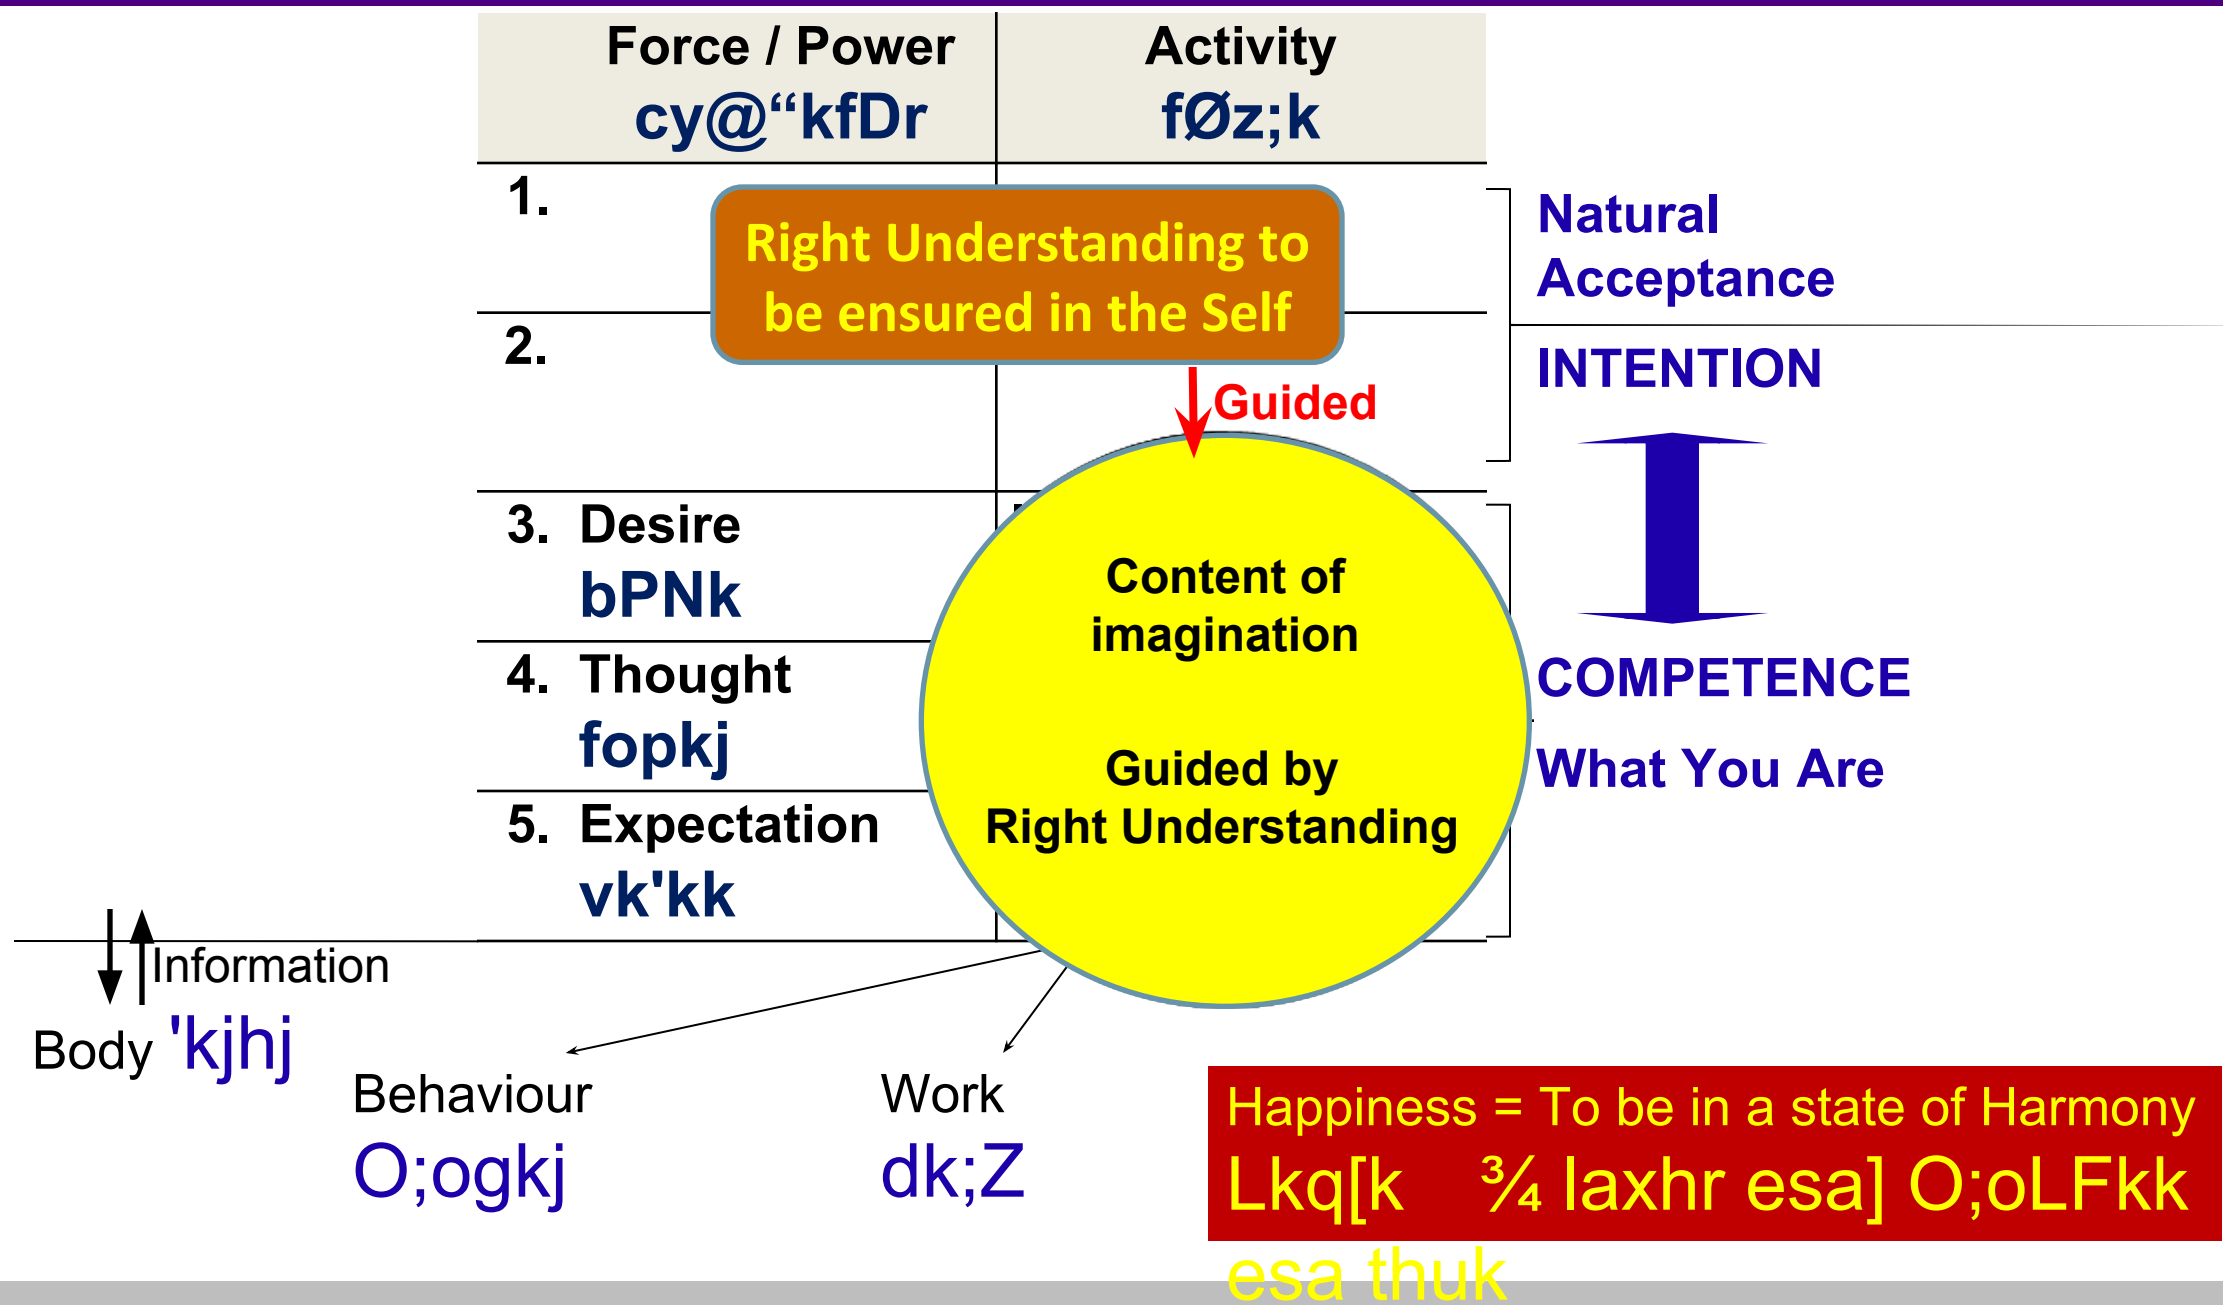 Force / Power
cy@“kfDr
Activity
fØz;k
1.
Right Understanding to
be ensured in the Self
2.
Guided
Natural
Acceptance
INTENTION
3. Desire
bPNk
4. Thought
fopkj
5. Expectation
vk'kk
Content of
imagination
Guided by
Right Understanding
COMPETENCE
What You Are
Information
Body 'kjhj
Behaviour
O;ogkj
Work
dk;Z
Happiness = To be in a state of Harmony
Lkq[k ¾ laxhr esa] O;oLFkk
esa thuk